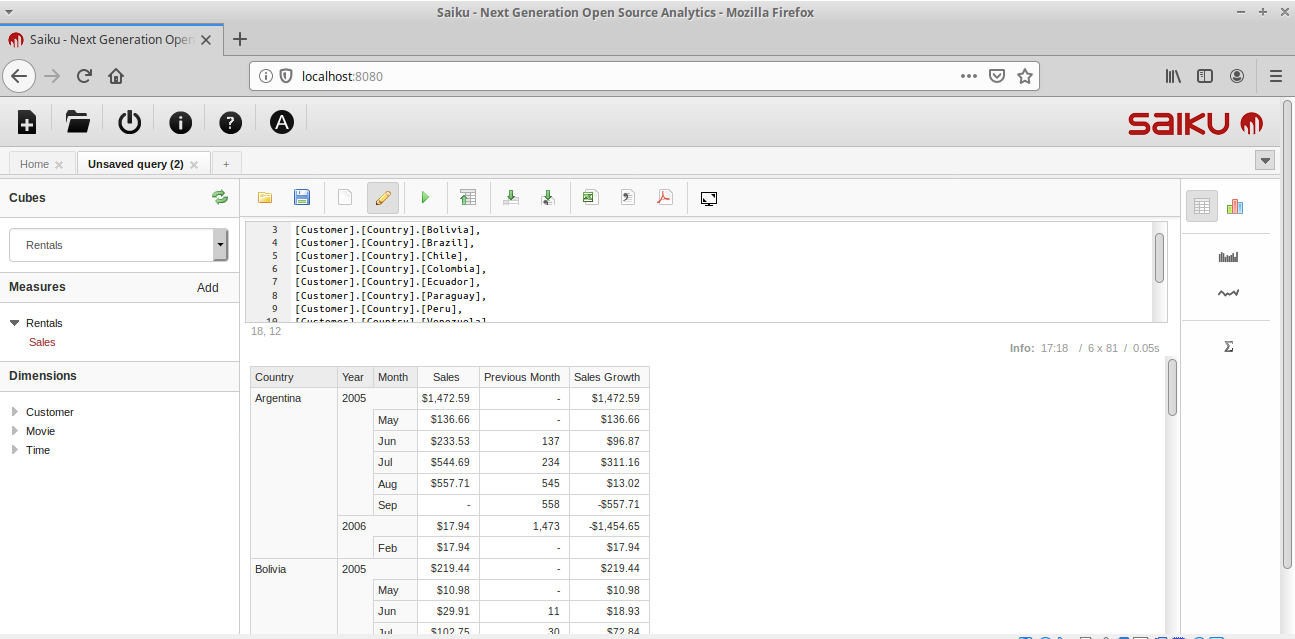 Saiku - Next Generation Open Source Analytics - Mozilla Firefox
Saiku - Next Generation Open
localhost:8080
A
saiku
Home Unsaved query (2) +
Cubes
Rentals
Measures Add
Rentals
Sales
Dimensions
Customer
Movie
Time
3 [Customer].[Country].[Bolivia],
4 [Customer].[Country].[Brazil],
5 [Customer].[Country].[Chile],
6 [Customer].[Country].[Colombia],
7 [Customer].[Country].[Ecuador],
8 [Customer].[Country].[Paraguay],
9 [Customer].[Country].[Peru],
10 [Customer].[Country].[Venezuela]
18, 12
Info: 17:18 / 6 x 81 / 0.05s
Country Year Month Sales Previous Month Sales Growth
Argentina 2005 $1,472.59 - $1,472.59
May $136.66 - $136.66
Jun $233.53 137 $96.87
Jul $544.69 234 $311.16
Aug $557.71 545 $13.02
Sep - 558 -$557.71
2006 $17.94 1,473 -$1,454.65
Feb $17.94 - $17.94
Bolivia 2005 $219.44 - $219.44
May $10.98 - $10.98
Jun $29.91 11 $18.93
Jul $102.75 30 $72.84